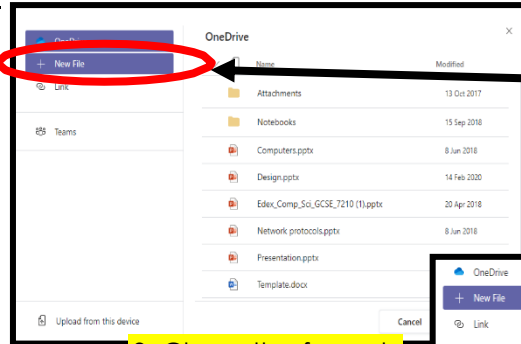 OneDrive
OneDrive
+ New File
Link
Teams
Name Modified
Attachments 13 Oct 2017
Notebooks 15 Sep 2018
Computers.pptx 8 Jun 2018
Design.pptx 14 Feb 2020
Edex_Comp_Sci_GCSE_7210 (1).pptx 20 Apr 2018
Network protocols.pptx 8 Jun 2018
Presentation.pptx
Template.docx
Upload from this device
Cancel
OneDrive
+ New File
Link